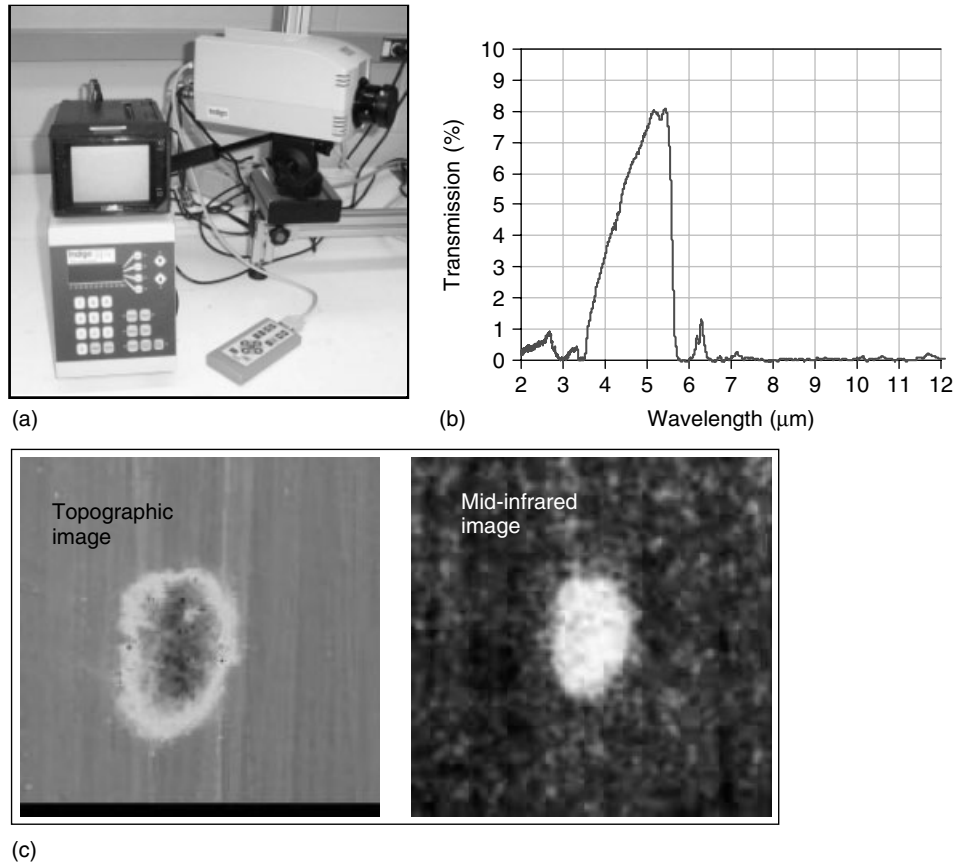 (a)
10
9
8
7
6
5
4
3
2
1
0
Transmission (%)
2 3 4 5 6 7 8 9 10 11 12
Wavelength (μm)
(b)
Topographic
image
Mid-infrared
image
(c)